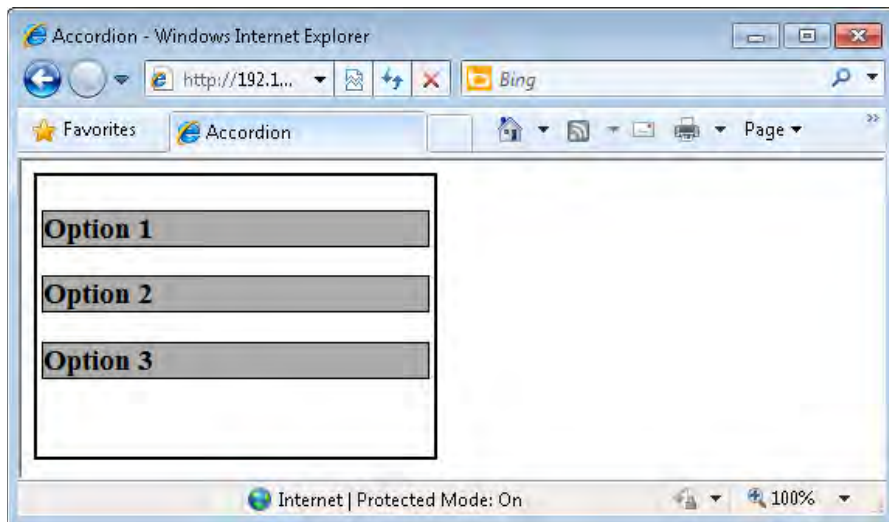 Accordion - Windows Internet Explorer
http://192.1... Bing
Favorites Accordion Page
Option 1
Option 2
Option 3
Internet | Protected Mode: On 100%